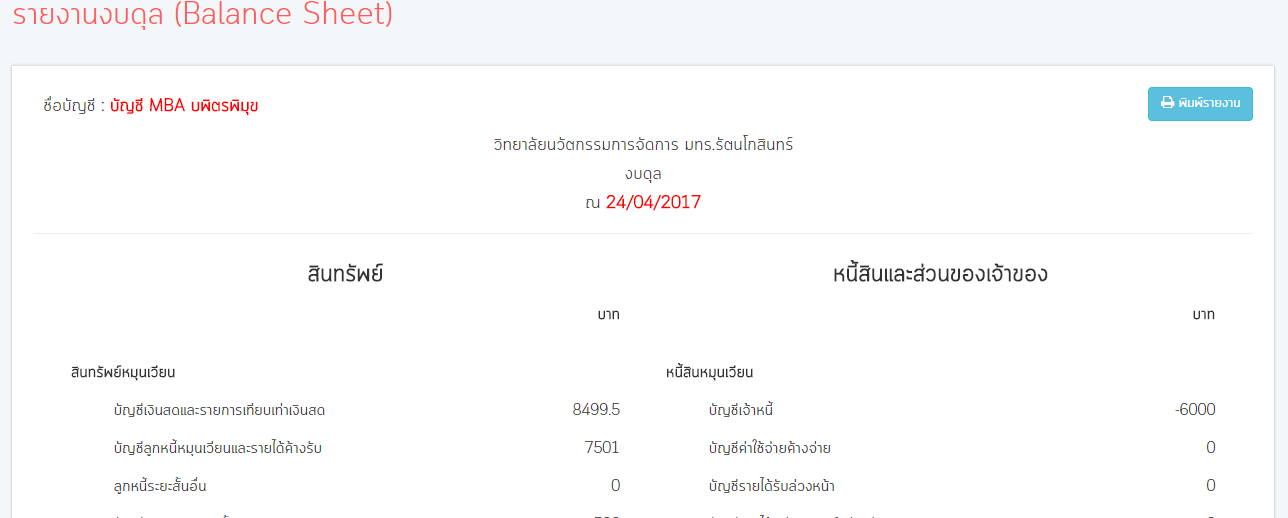 รายงานงบดุล (Balance Sheet)
ชื่อบัญชี : บัญชี MBA บพิตรพิมุข
พิมพ์รายงาน
วิทยาลัยนวัตกรรมการจัดการ มทร.รัตนโกสินทร์
งบดุล
ณ 24/04/2017
สินทรัพย์
บาท
สินทรัพย์หมุนเวียน
บัญชีเงินสดและรายการเทียบเท่าเงินสด 8499.5
บัญชีลูกหนี้หมุนเวียนและรายได้ค้างรับ 7501
ลูกหนี้ระยะสั้นอื่น 0
หนี้สินและส่วนของเจ้าของ
บาท
หนี้สินหมุนเวียน
บัญชีเจ้าหนี้ -6000
บัญชีค่าใช้จ่ายค้างจ่าย 0
บัญชีรายได้รับล่วงหน้า 0